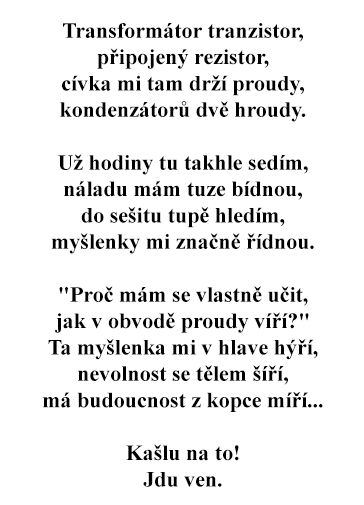 Transformátor tranzistor,
připojený rezistor,
cívka mi tam drží proudy,
kondenzátorů dvě hroudy.

Už hodiny tu takhle sedím,
náladu mám tuze bídnou,
do sešitu tupě hledím,
myšlenky mi značně řídnou.

"Proč mám se vlastně učit,
jak v obvodě proudy víří?"
Ta myšlenka mi v hlave hýří,
nevolnost se tělem šíří,
má budoucnost z kopce míří...

Kašlu na to!
Jdu ven.